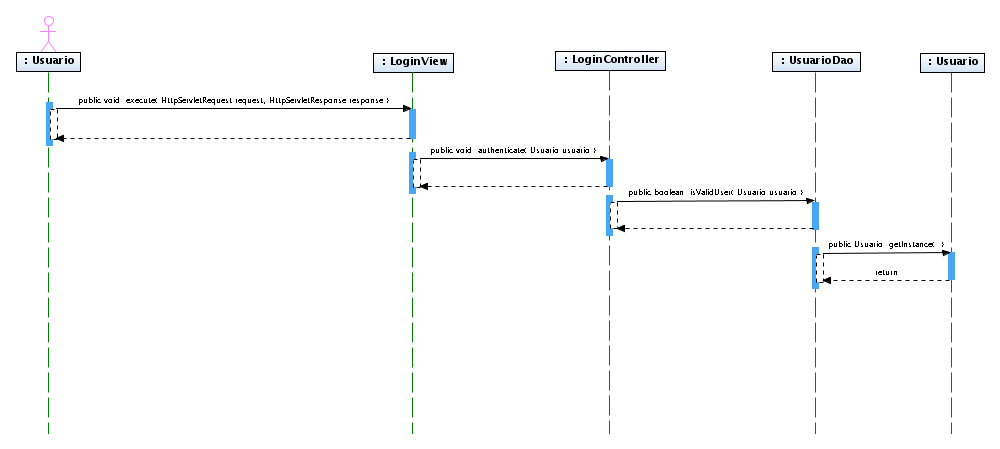 : Usuario
: LoginView
: LoginController
: UsuarioDao
: Usuario
public void execute( HttpServletRequest request, HttpServletResponse response )
public void authenticate( Usuario usuario )
public boolean isValidUser( Usuario usuario )
public Usuario getInstance( )
return